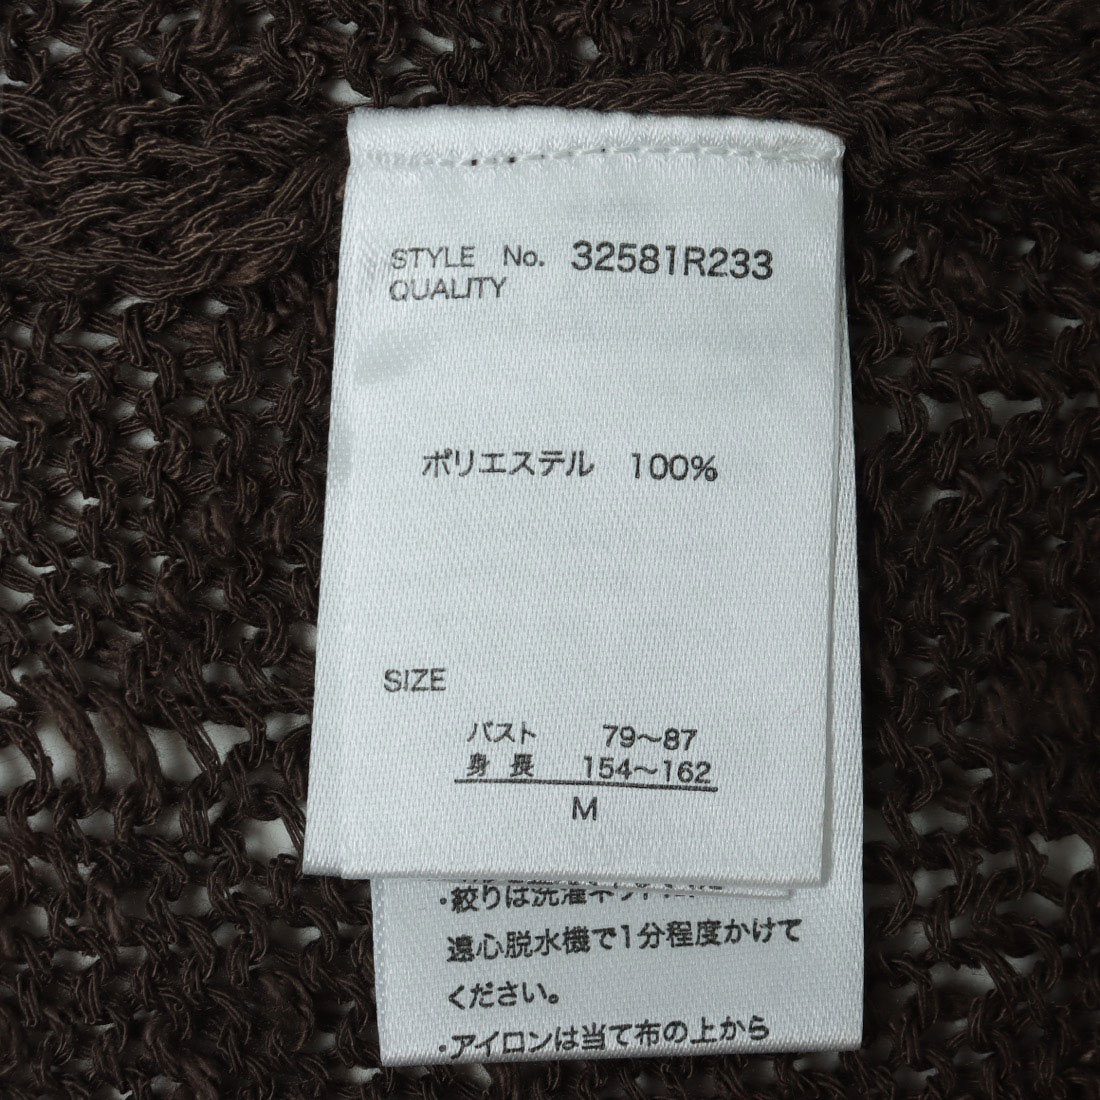 STYLE No. 32581R233
QUALITY
ポリエステル 100%
SIZE
バスト 79～87
身長 154～162
M
・絞りは洗濯ネット
遠心脱水機で1分程度かけて
ください。
・アイロンは当て布の上から